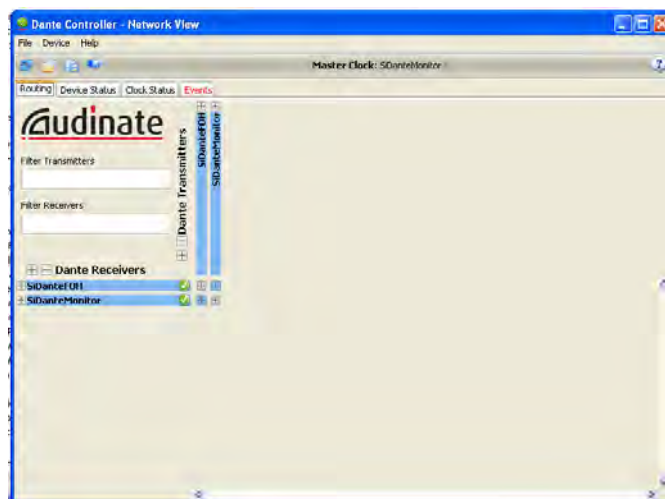 Dante Controller - Network View
File Device Help
Master Clock: SiDanteMonitor
?
Routing Device Status Clock Status Events
Audinate
Filter Transmitters
Filter Receivers
Dante Transmitters
SiDanteFOH
SiDanteMonitor
Dante Receivers
SiDanteFOH
SiDanteMonitor